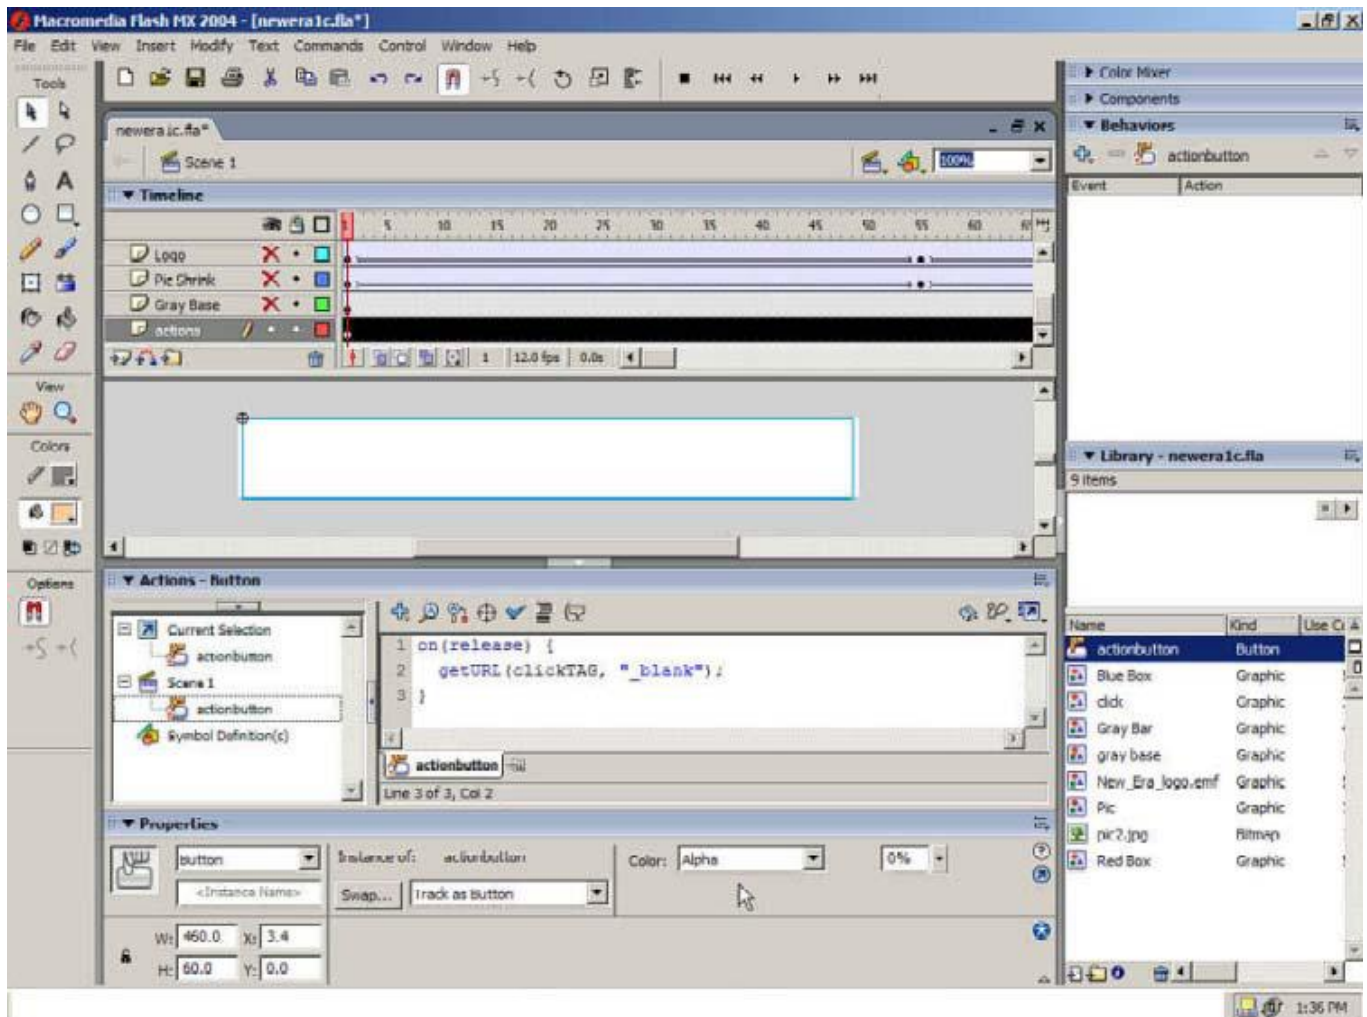 Macromedia Flash MX 2004 - [newera1c.fla*]
File Edit View Insert Modify Text Commands Control Window Help
Tools
View
Colors
Options
newera1c.fla*
Scene 1
100%
Timeline
1 5 10 15 20 25 30 35 40 45 50 55 60 65
Logo
Pic Shrink
Gray Base
actions
1 12.0 fps 0.0s
Actions - Button
Current Selection
actionbutton
Scene 1
actionbutton
Symbol Definition(s)
1 on(release) {
2 getURL(clickTAG, "_blank");
3 }
actionbutton
Line 3 of 3, Col 2
Properties
Button
<Instance Name>
Instance of: actionbutton
Swap... Track as Button
Color: Alpha 0%
W: 460.0 X: 3.4
H: 60.0 Y: 0.0
Color Mixer
Components
Behaviors
actionbutton
Event Action
Library - newera1c.fla
9 items
Name Kind Use Co
actionbutton Button
Blue Box Graphic
click Graphic
Gray Bar Graphic
gray base Graphic
New_Era_logo.emf Graphic
Pic Graphic
pic2.jpg Bitmap
Red Box Graphic
1:36 PM